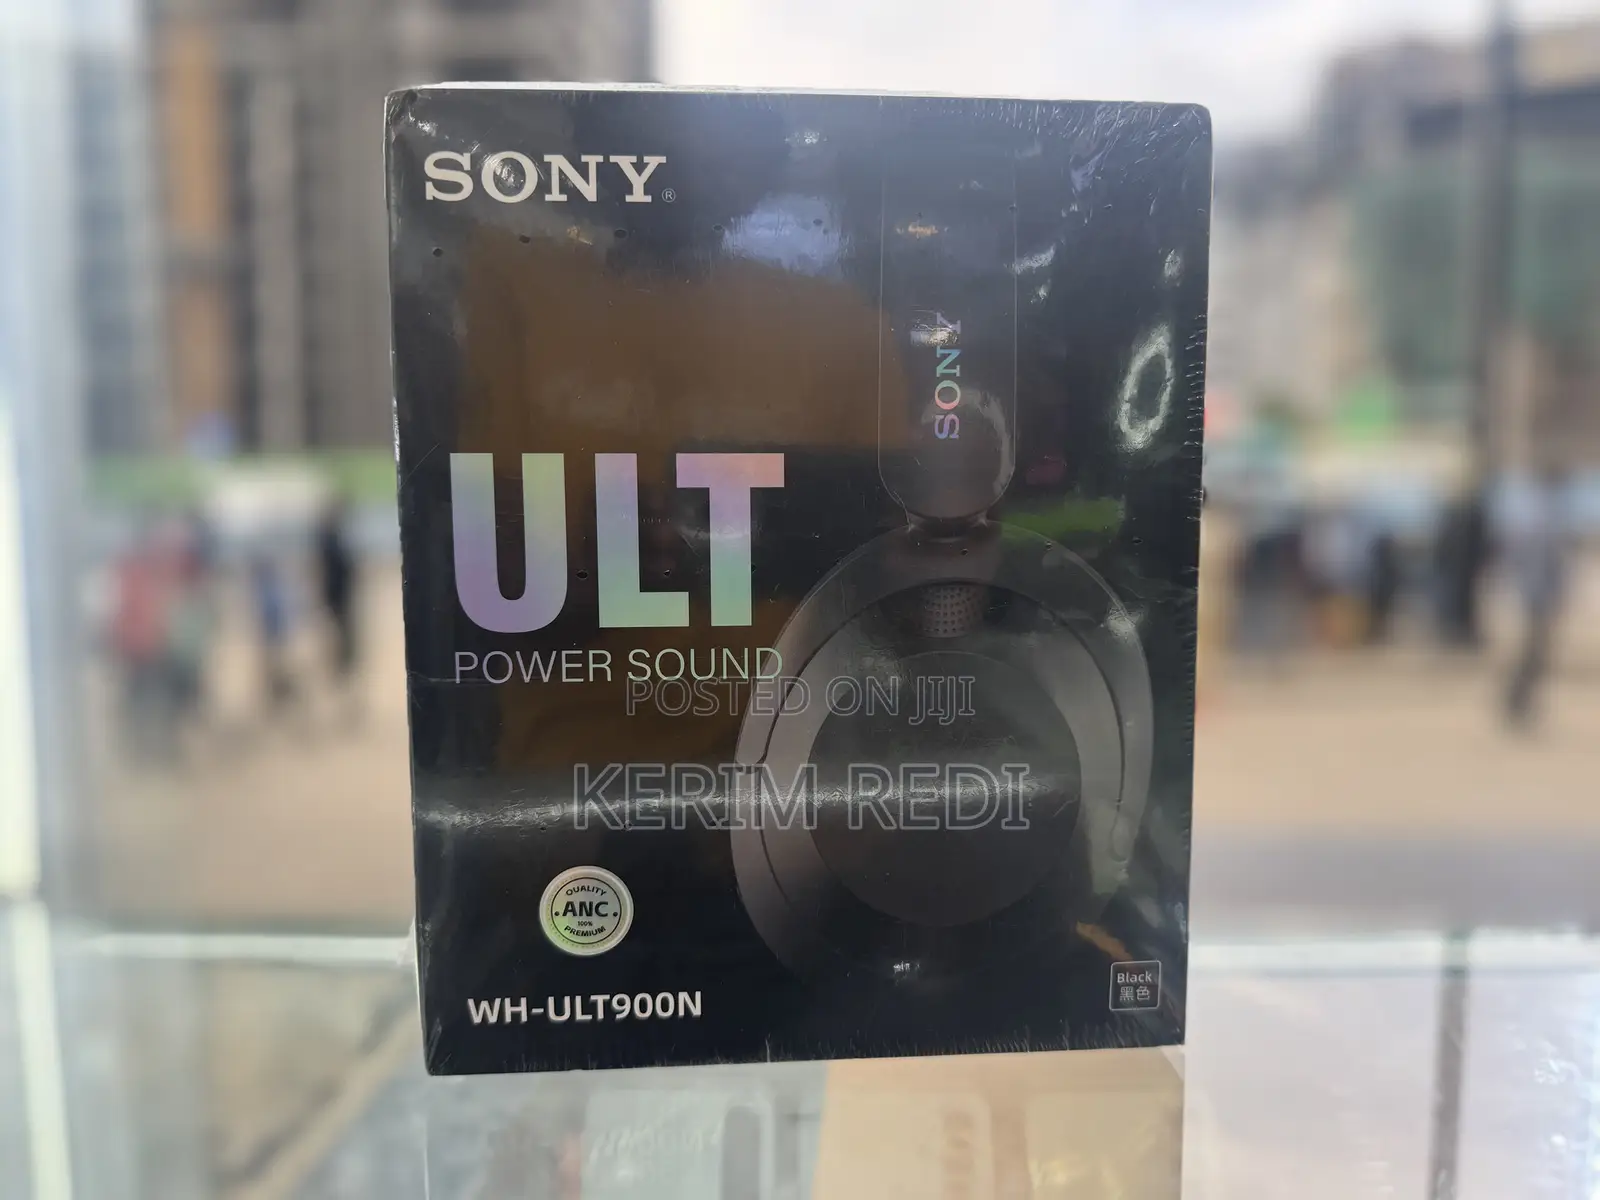 SONY®
SONY
ULT
POWER SOUND
POSTED ON JIJI
KERIM REDI
QUALITY
ANC
100%
PREMIUM
WH-ULT900N
Black
黑色